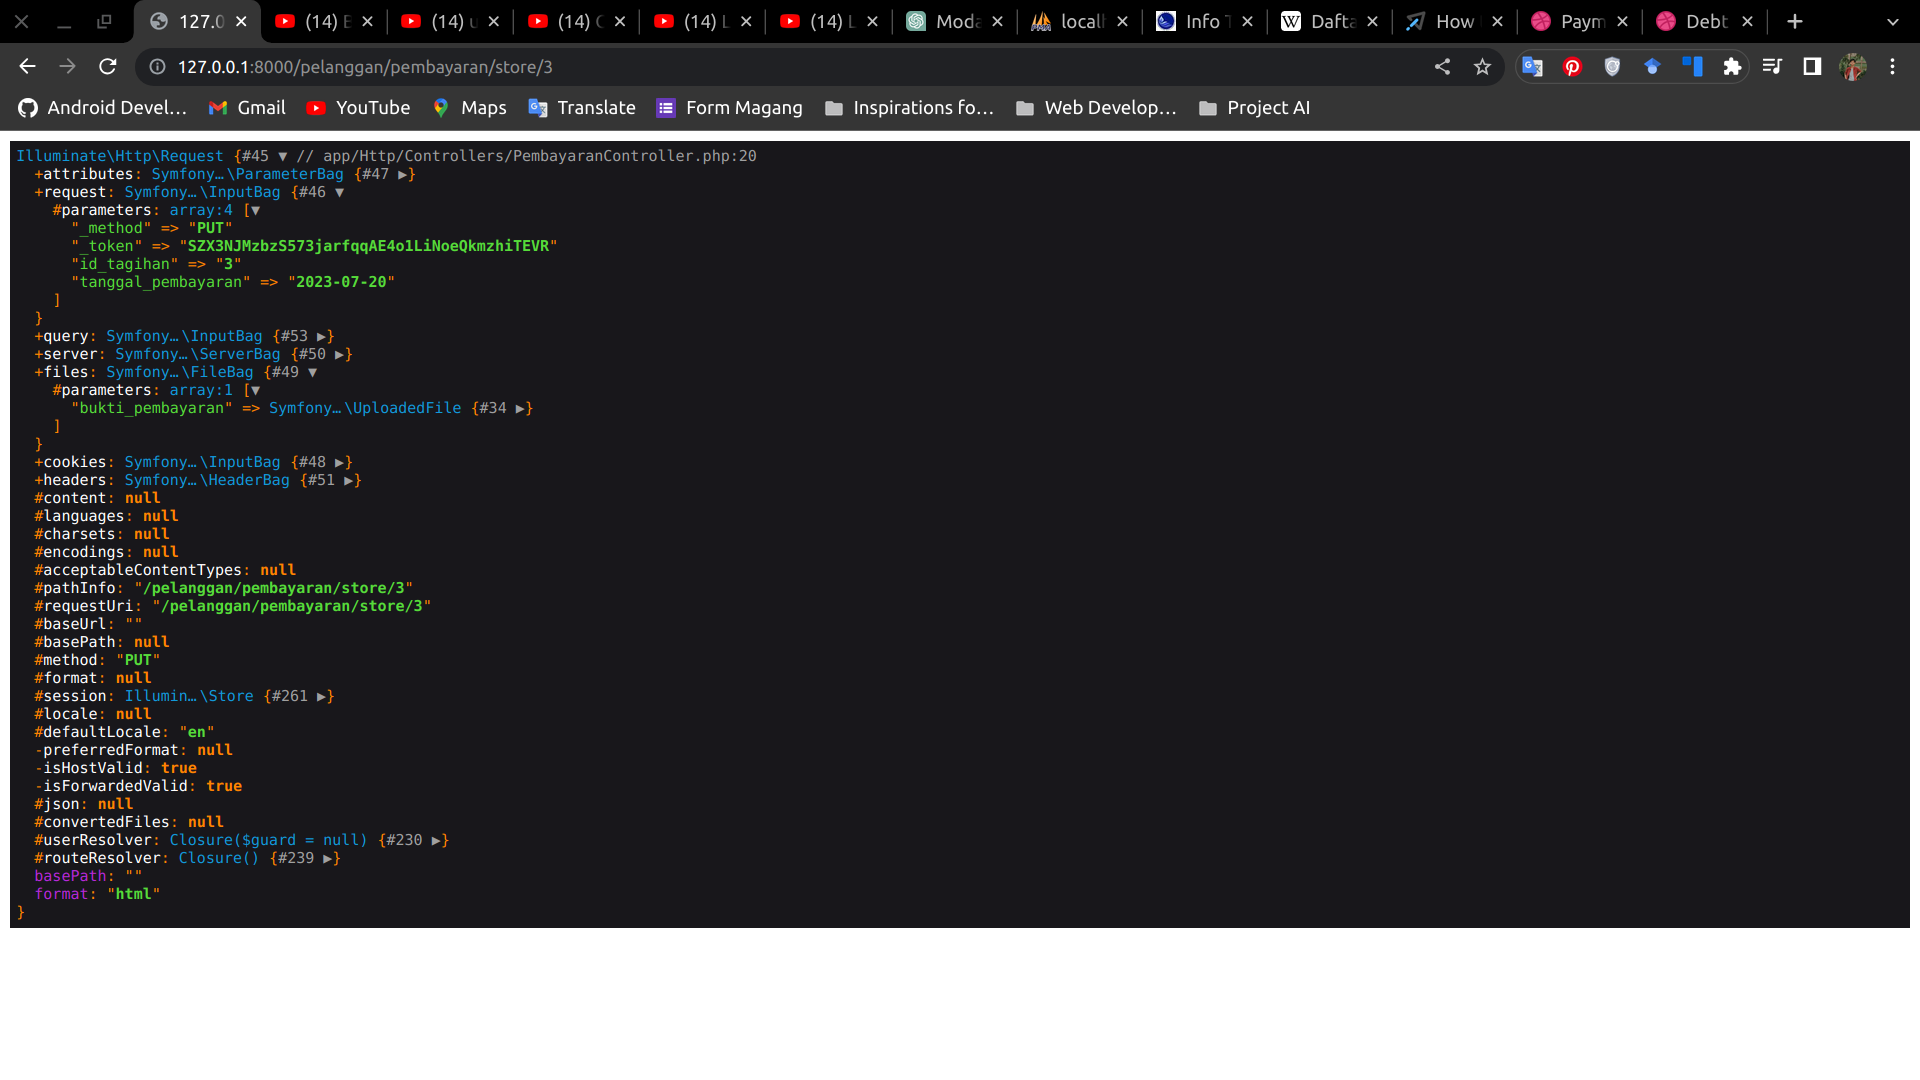 127.0 (14) E (14) u (14) C (14) L (14) L Moda local Info T Dafta How Paym Debt
127.0.0.1:8000/pelanggan/pembayaran/store/3
Android Devel... Gmail YouTube Maps Translate Form Magang Inspirations fo... Web Develop... Project AI
Illuminate\Http\Request {#45 ▼ // app/Http/Controllers/PembayaranController.php:20
+attributes: Symfony…\ParameterBag {#47 ▶}
+request: Symfony…\InputBag {#46 ▼
#parameters: array:4 [▼
"_method" => "PUT"
"_token" => "SZX3NJMzbzS573jarfqqAE4o1LiNoeQkmzhiTEVR"
"id_tagihan" => "3"
"tanggal_pembayaran" => "2023-07-20"
]
}
+query: Symfony…\InputBag {#53 ▶}
+server: Symfony…\ServerBag {#50 ▶}
+files: Symfony…\FileBag {#49 ▼
#parameters: array:1 [▼
"bukti_pembayaran" => Symfony…\UploadedFile {#34 ▶}
]
}
+cookies: Symfony…\InputBag {#48 ▶}
+headers: Symfony…\HeaderBag {#51 ▶}
#content: null
#languages: null
#charsets: null
#encodings: null
#acceptableContentTypes: null
#pathInfo: "/pelanggan/pembayaran/store/3"
#requestUri: "/pelanggan/pembayaran/store/3"
#baseUrl: ""
#basePath: null
#method: "PUT"
#format: null
#session: Illumin…\Store {#261 ▶}
#locale: null
#defaultLocale: "en"
-preferredFormat: null
-isHostValid: true
-isForwardedValid: true
#json: null
#convertedFiles: null
#userResolver: Closure($guard = null) {#230 ▶}
#routeResolver: Closure() {#239 ▶}
basePath: ""
format: "html"
}